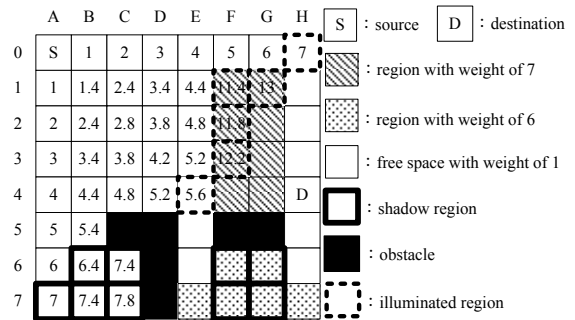 A B C D E F G H
S : source D : destination
0 S 1 2 3 4 5 6 7
: region with weight of 7
1 1 1.4 2.4 3.4 4.4 11.4 13
2 2 2.4 2.8 3.8 4.8 11.8
: region with weight of 6
3 3 3.4 3.8 4.2 5.2 12.2
: free space with weight of 1
4 4 4.4 4.8 5.2 5.6 D
: shadow region
5 5 5.4
: obstacle
6 6 6.4 7.4
7 7 7.4 7.8
: illuminated region